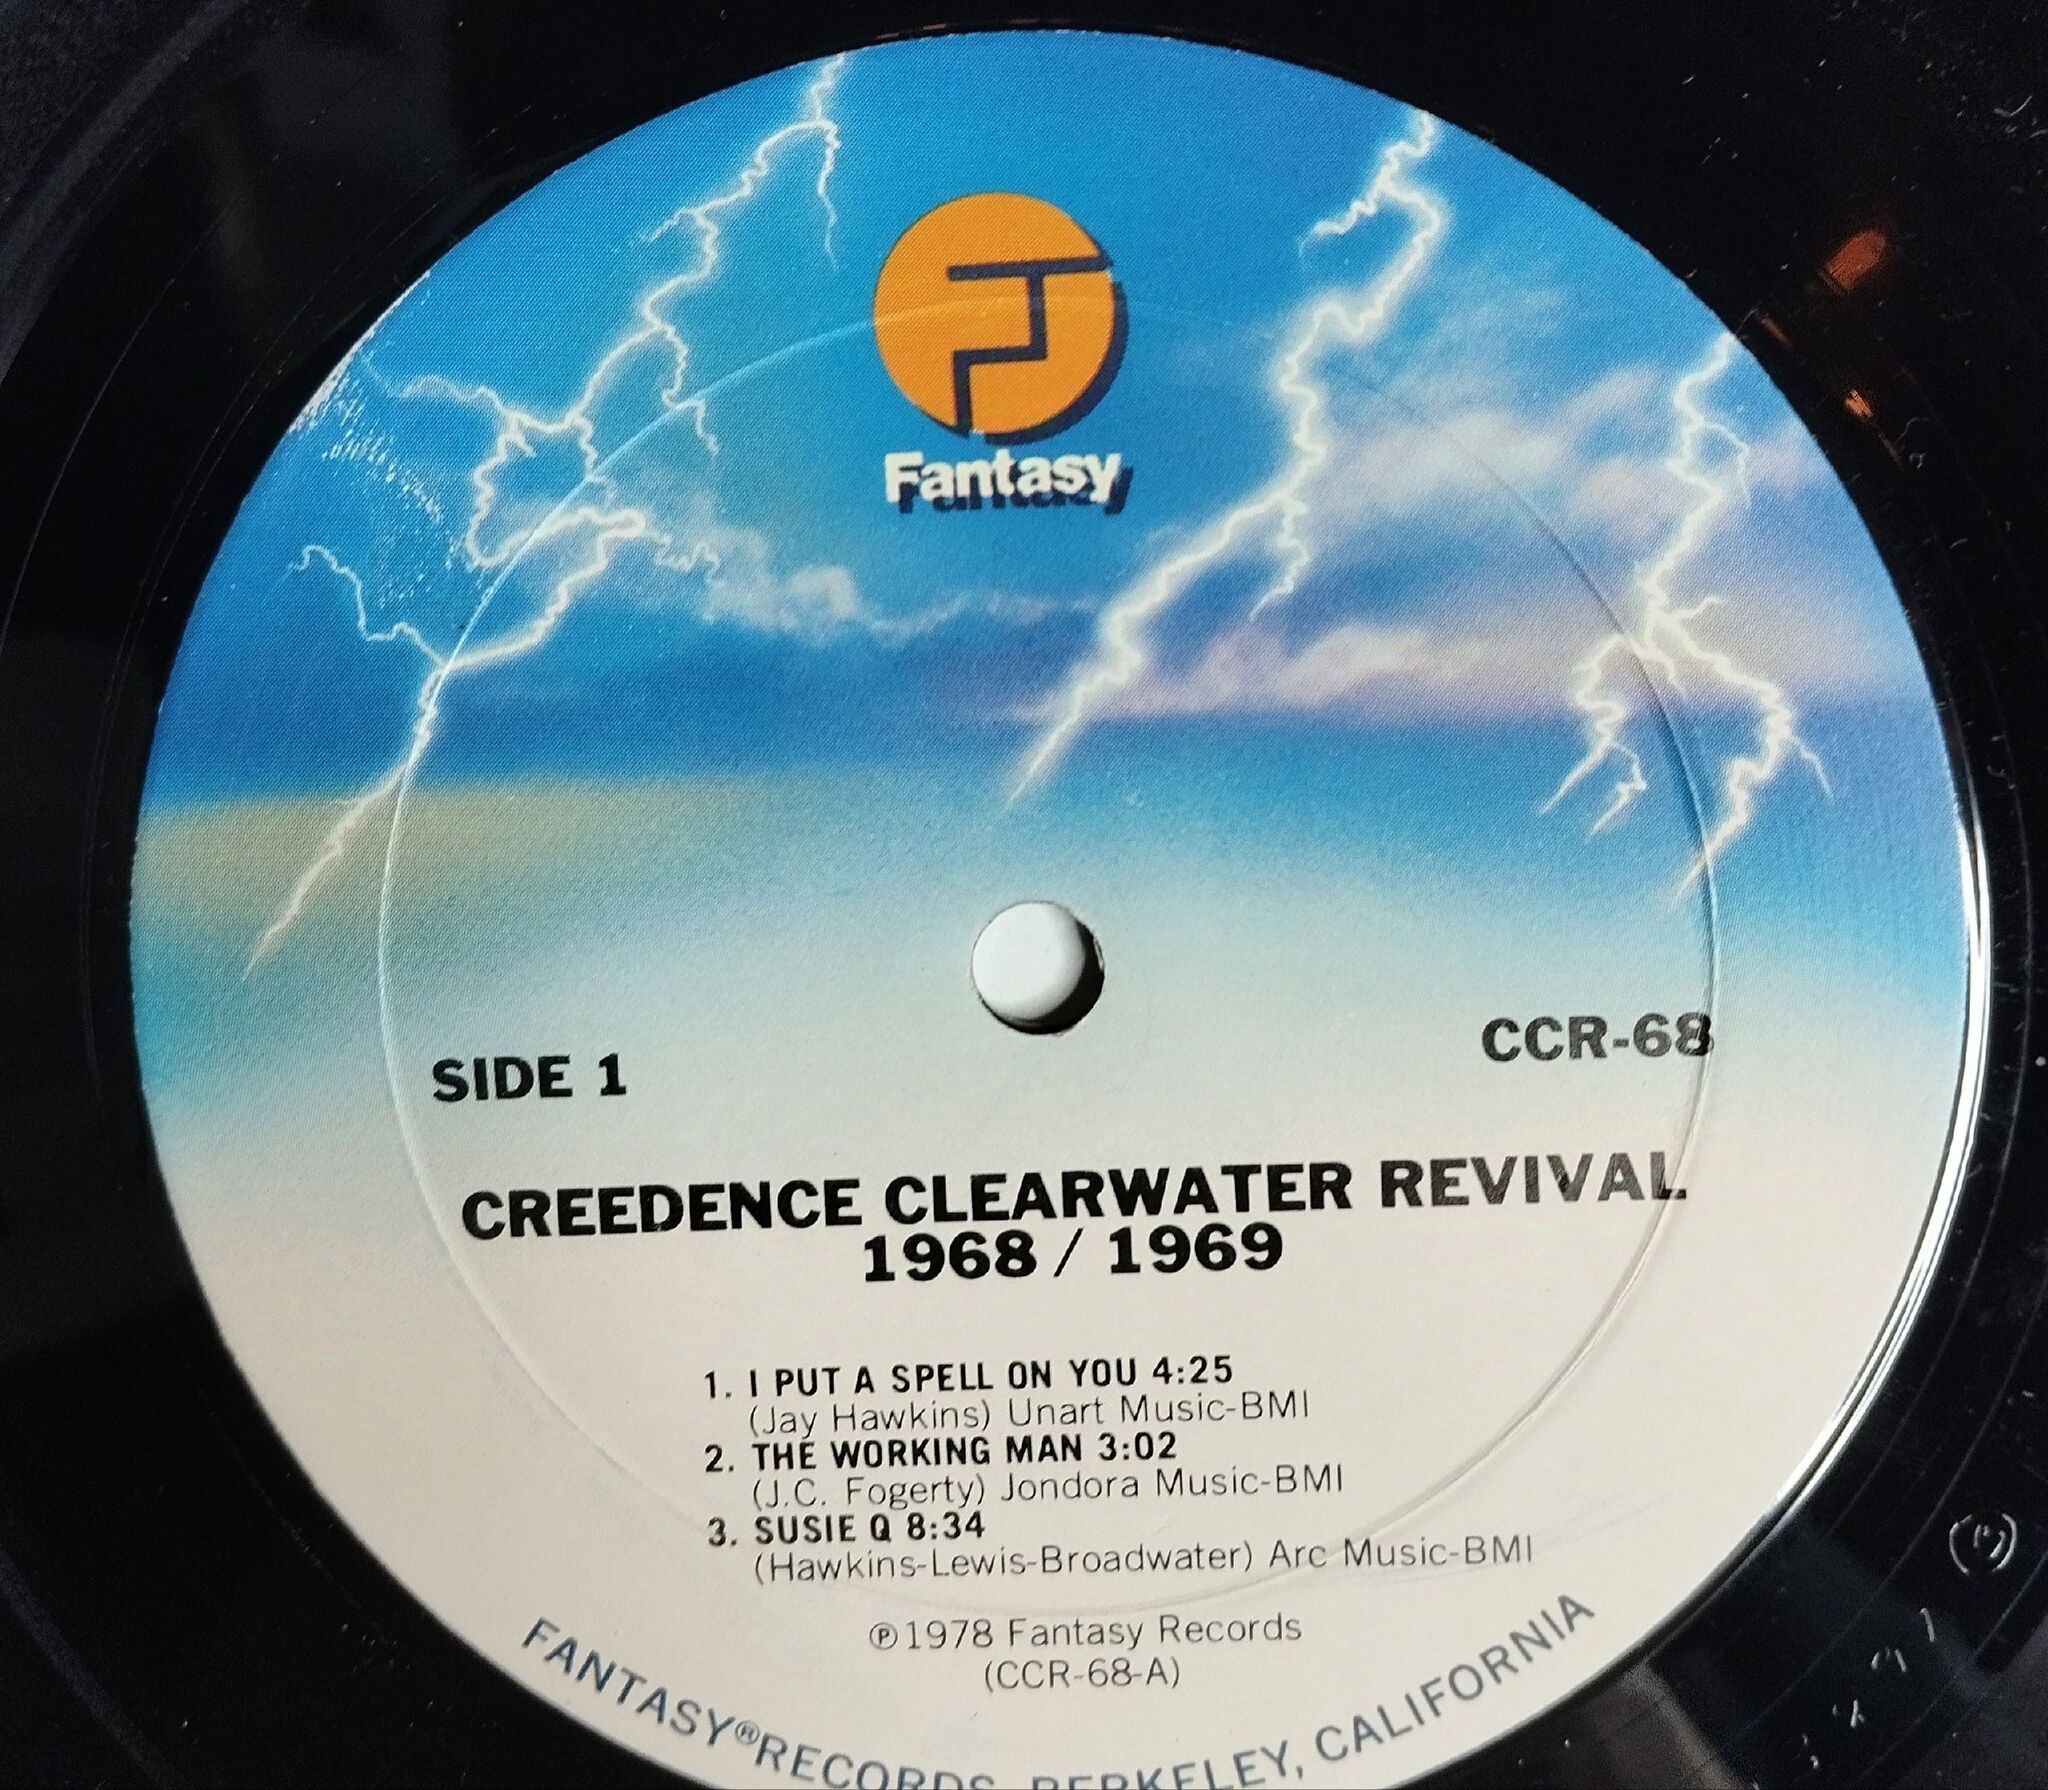 Fantasy
SIDE 1
CCR-68
CREEDENCE CLEARWATER REVIVAL
1968 / 1969
1. I PUT A SPELL ON YOU 4:25
(Jay Hawkins) Unart Music-BMI
2. THE WORKING MAN 3:02
(J.C. Fogerty) Jondora Music-BMI
3. SUSIE Q 8:34
(Hawkins-Lewis-Broadwater) Arc Music-BMI
℗1978 Fantasy Records
(CCR-68-A)
FANTASY® RECORDS, BERKELEY, CALIFORNIA